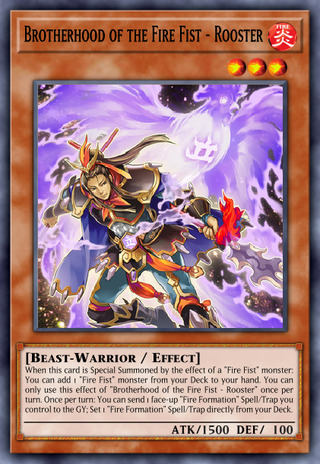 Brotherhood of the Fire Fist - Rooster
FIRE
炎
[Beast-Warrior / Effect]
When this card is Special Summoned by the effect of a "Fire Fist" monster:
You can add 1 "Fire Fist" monster from your Deck to your hand. You can
only use this effect of "Brotherhood of the Fire Fist - Rooster" once per
turn. Once per turn: You can send 1 face-up "Fire Formation" Spell/Trap you
control to the GY; Set 1 "Fire Formation" Spell/Trap directly from your Deck.
ATK/1500 DEF/ 100